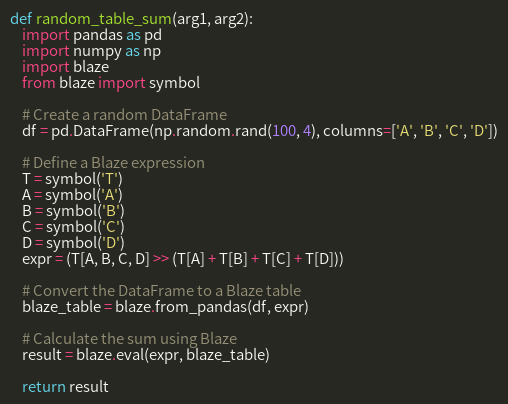 def random_table_sum(arg1, arg2):
    import pandas as pd
    import numpy as np
    import blaze
    from blaze import symbol

    # Create a random DataFrame
    df = pd.DataFrame(np.random.rand(100, 4), columns=['A', 'B', 'C', 'D'])

    # Define a Blaze expression
    T = symbol('T')
    A = symbol('A')
    B = symbol('B')
    C = symbol('C')
    D = symbol('D')
    expr = (T[A, B, C, D] >> (T[A] + T[B] + T[C] + T[D]))

    # Convert the DataFrame to a Blaze table
    blaze_table = blaze.from_pandas(df, expr)

    # Calculate the sum using Blaze
    result = blaze.eval(expr, blaze_table)

    return result